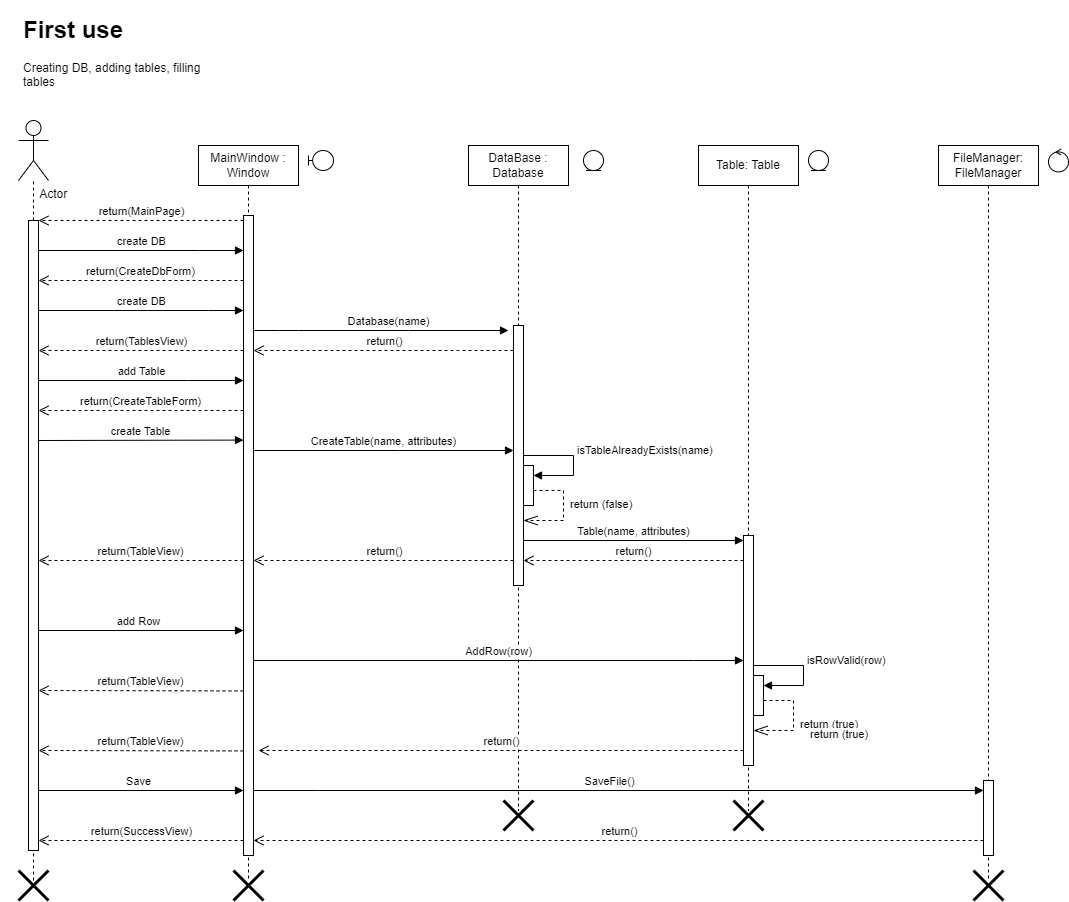 First use
Creating DB, adding tables, filling
tables
MainWindow :
Window
DataBase :
Database
Table: Table
FileManager:
FileManager
Actor
return(MainPage)
create DB
return(CreateDbForm)
create DB
Database(name)
return(TablesView)
return()
add Table
return(CreateTableForm)
create Table
CreateTable(name, attributes)
isTableAlreadyExists(name)
return (false)
Table(name, attributes)
return(TableView)
return()
return()
add Row
AddRow(row)
isRowValid(row)
return(TableView)
return (true)
return (true)
return(TableView)
return()
Save
SaveFile()
return(SuccessView)
return()